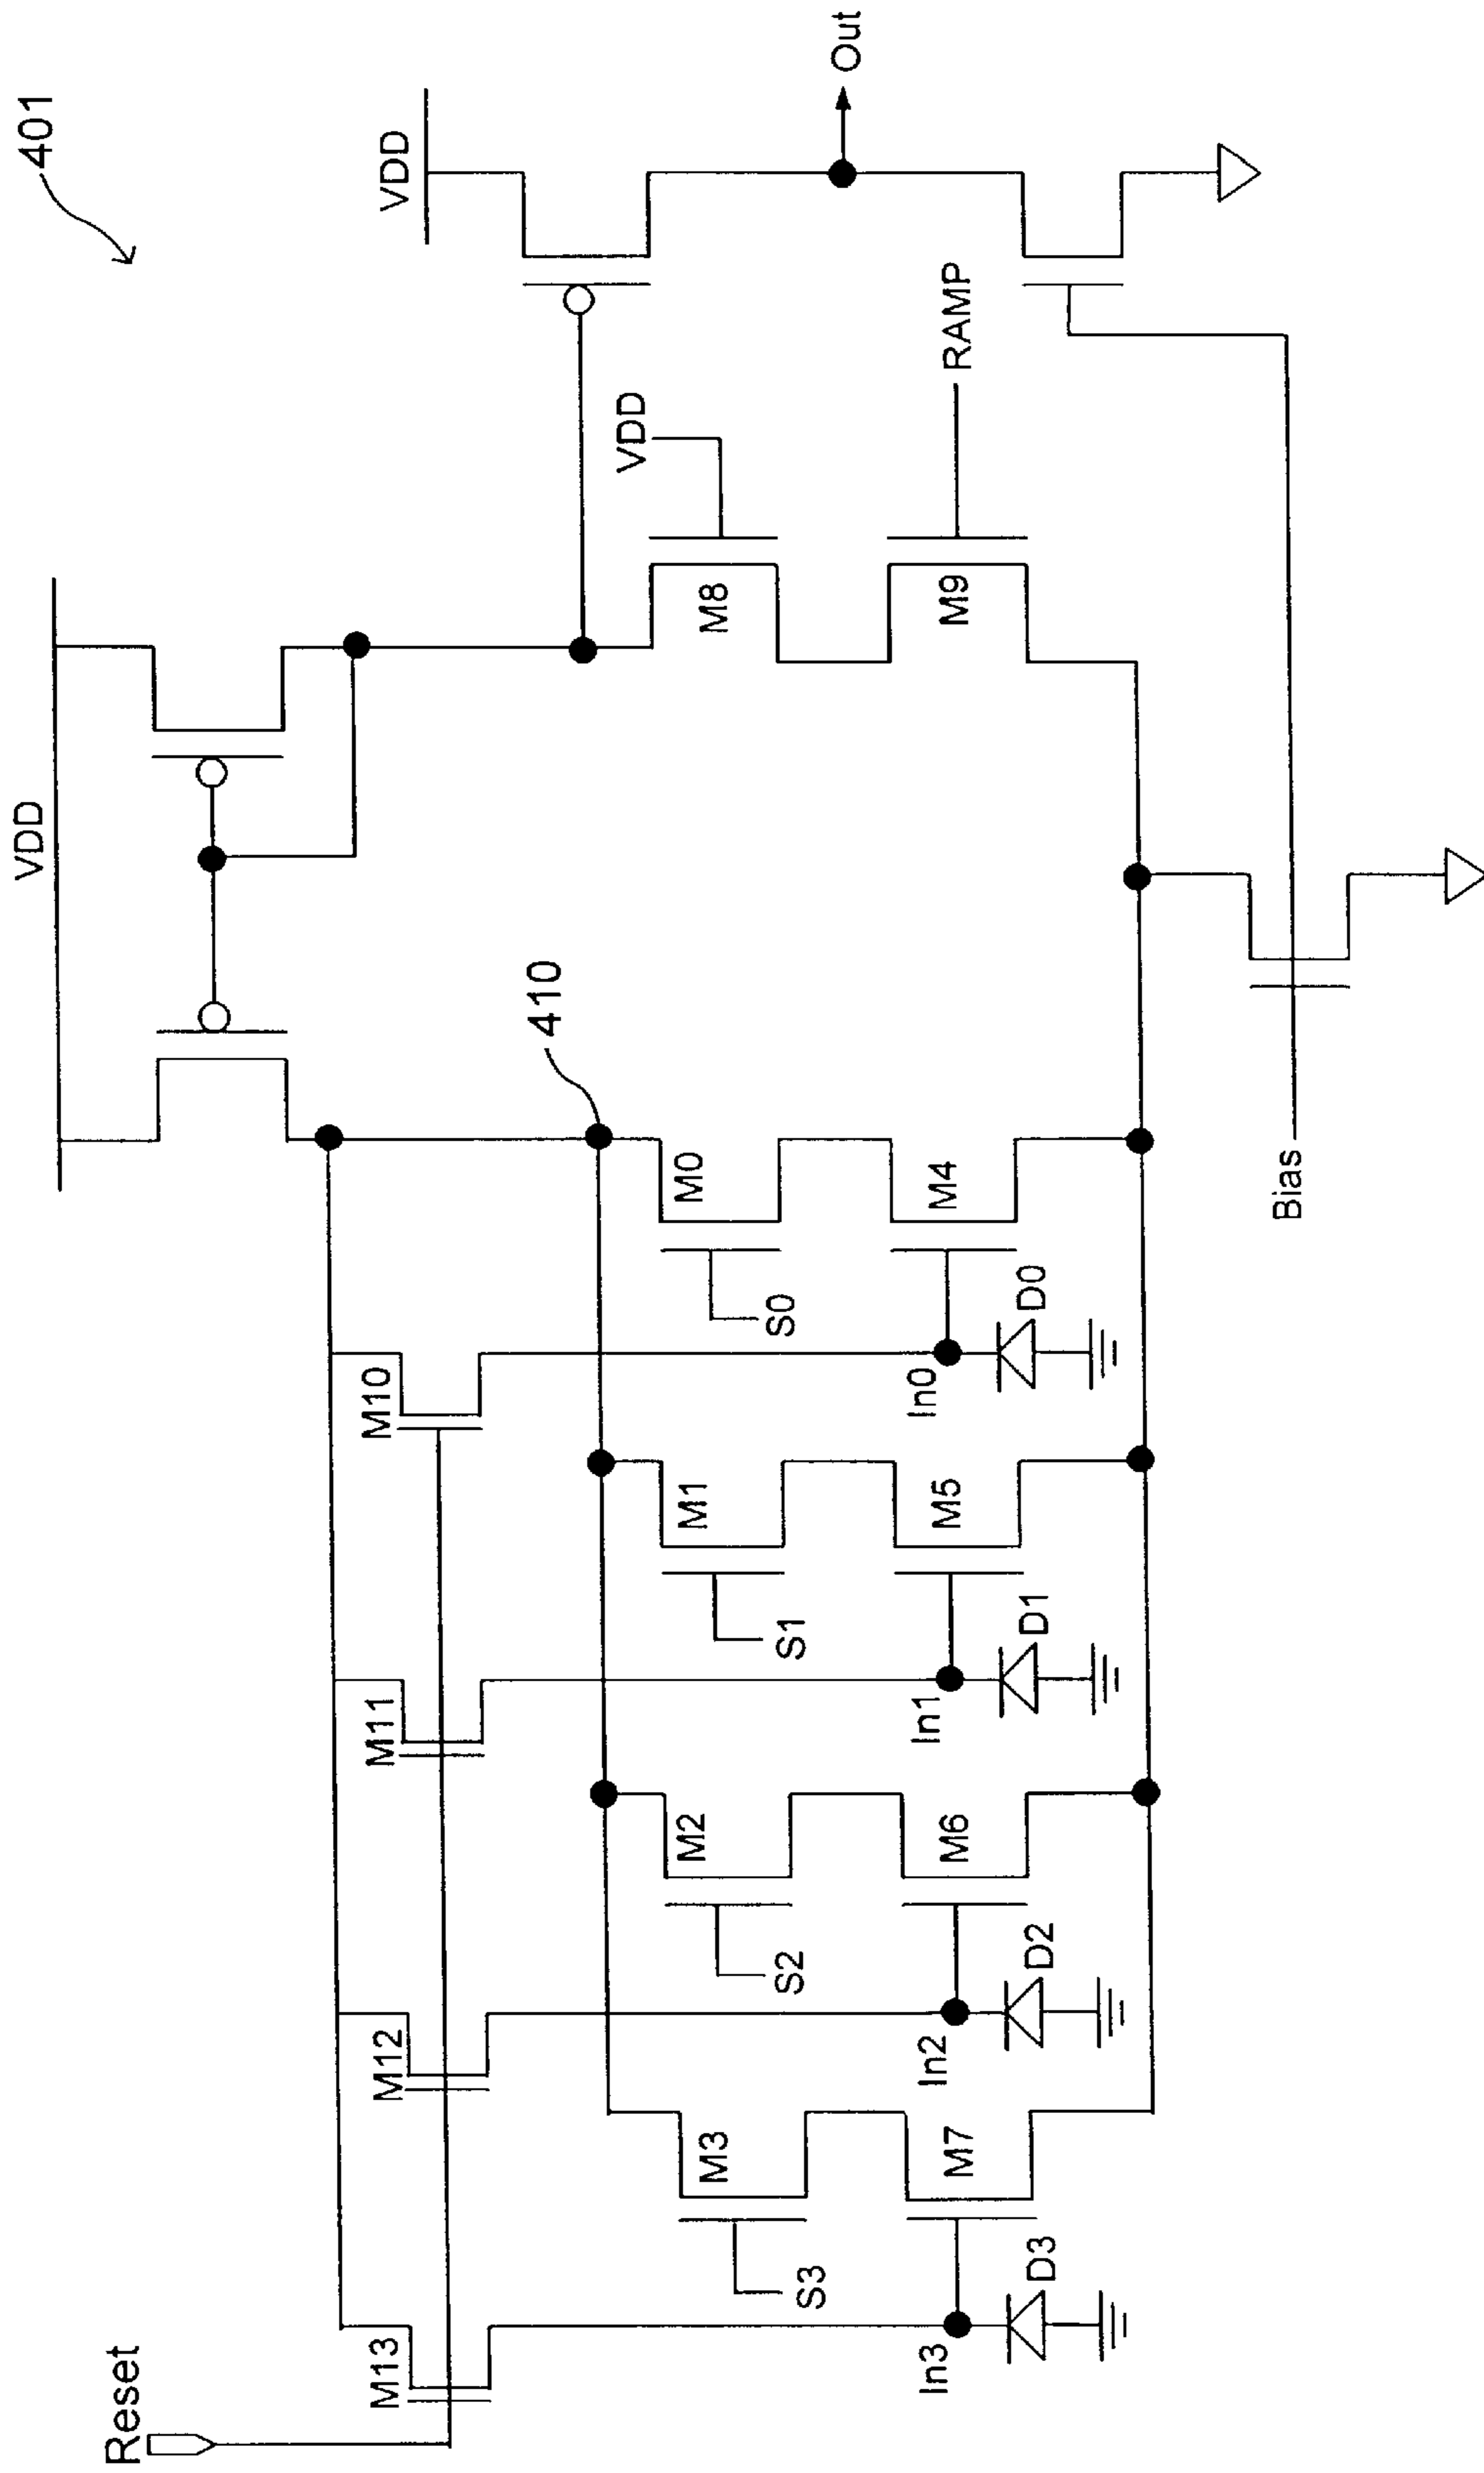 401
VDD
VDD
Out
RAMP
VDD
M8
M9
410
M0
M4
S0
D0
In0
M10
Bias
M1
M5
S1
D1
In1
M11
M2
M6
S2
D2
In2
M12
M3
M7
S3
D3
In3
M13
Reset